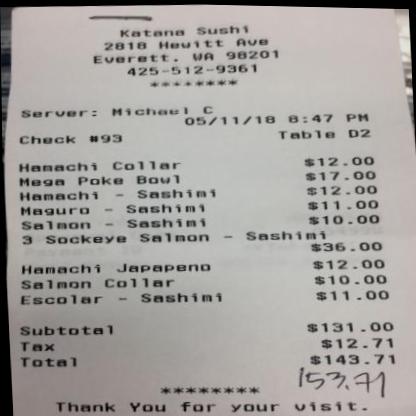 Katana Sushi
2818 Hewitt Ave
Everett, WA 98201
425-512-9361
********
Server: Michael C
05/11/18 8:47 PM
Check #93 Table D2
Hamachi Collar $12.00
Mega Poke Bowl $17.00
Hamachi - Sashimi $12.00
Maguro - Sashimi $11.00
Salmon - Sashimi $10.00
3 Sockeye Salmon - Sashimi
$36.00
Hamachi Japapeno $12.00
Salmon Collar $10.00
Escolar - Sashimi $11.00
Subtotal $131.00
Tax $12.71
Total $143.71
153.71
********
Thank You for your visit.